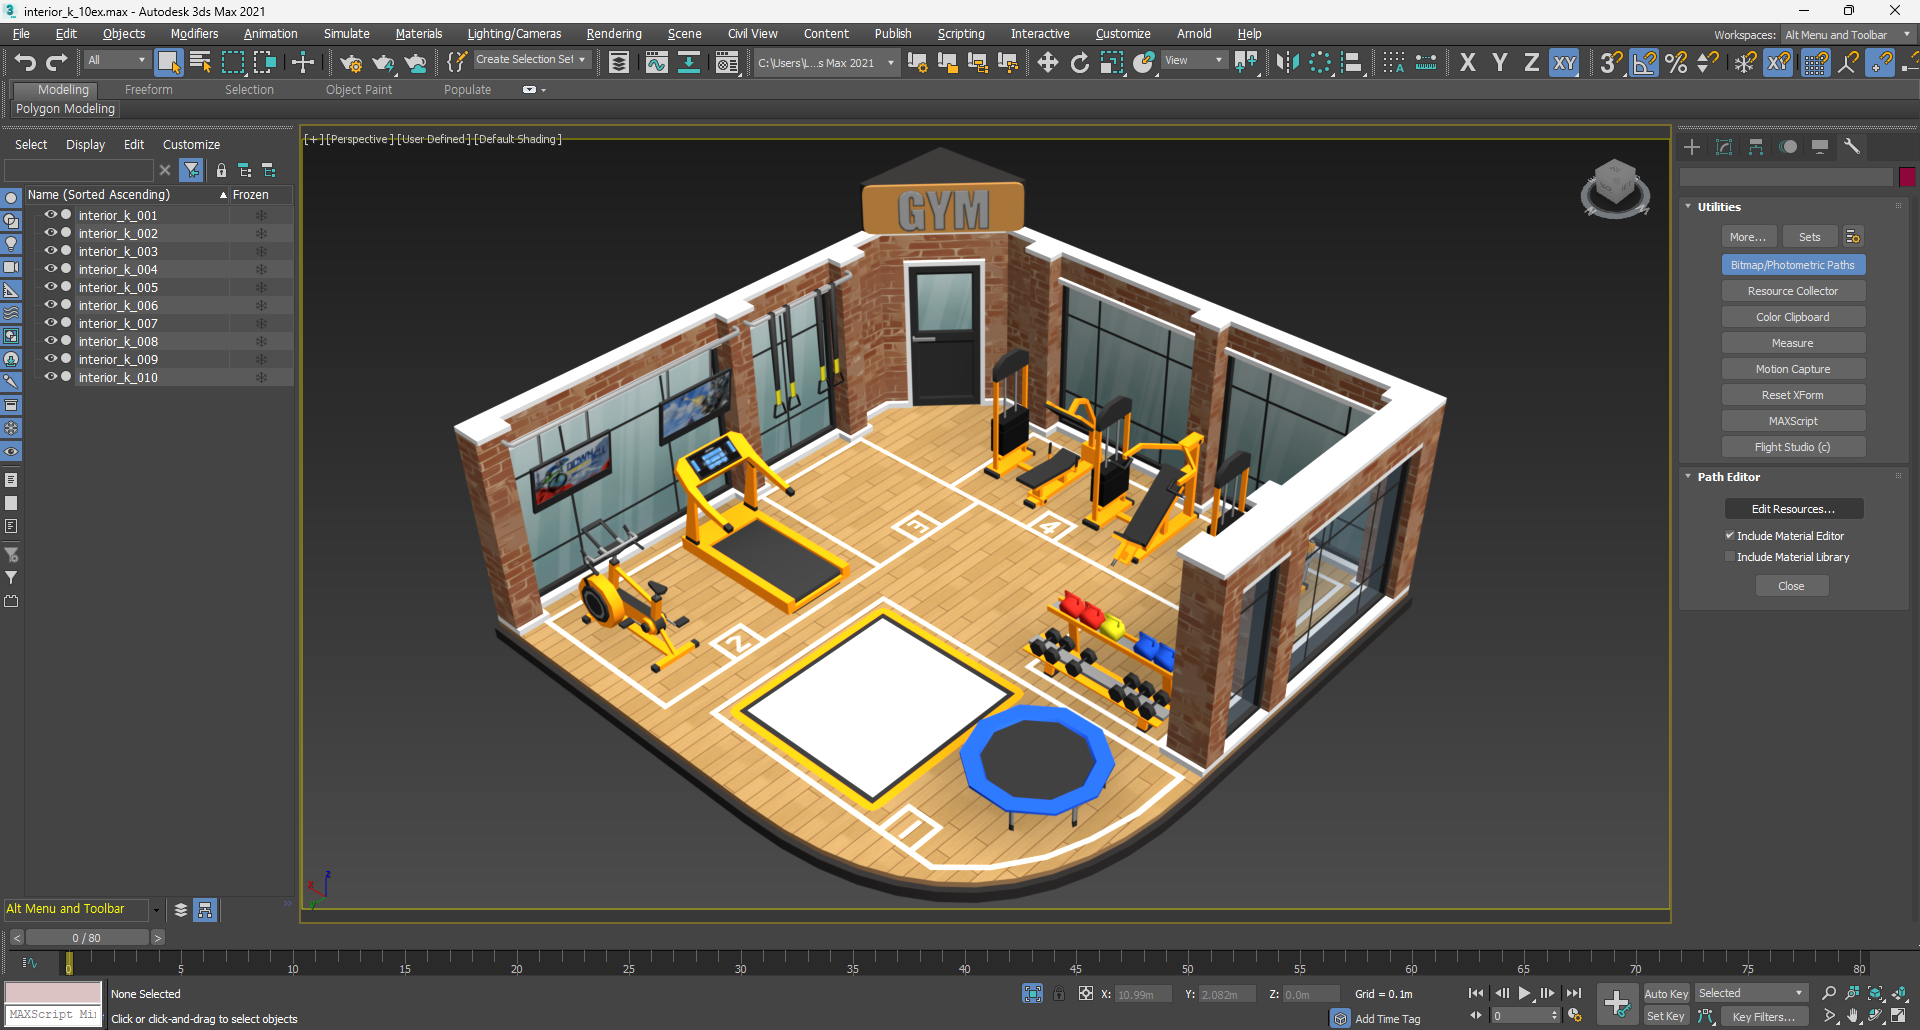 interior_k_10ex.max - Autodesk 3ds Max 2021
File Edit Objects Modifiers Animation Simulate Materials Lighting/Cameras Rendering Scene Civil View Content Publish Scripting Interactive Customize Arnold Help
Workspaces: Alt Menu and Toolbar
All
Create Selection Set
C:\Users\L...s Max 2021
View
X Y Z XY
Modeling Freeform Selection Object Paint Populate
Polygon Modeling
Select Display Edit Customize
Name (Sorted Ascending) Frozen
interior_k_001
interior_k_002
interior_k_003
interior_k_004
interior_k_005
interior_k_006
interior_k_007
interior_k_008
interior_k_009
interior_k_010
[+] [Perspective] [User Defined] [Default Shading]
GYM
3
4
2
1
Utilities
More... Sets
Bitmap/Photometric Paths
Resource Collector
Color Clipboard
Measure
Motion Capture
Reset XForm
MAXScript
Flight Studio (c)
Path Editor
Edit Resources...
Include Material Editor
Include Material Library
Close
z
x
y
Alt Menu and Toolbar
0 / 80
0 5 10 15 20 25 30 35 40 45 50 55 60 65 70 75 80
None Selected
X: 10.99m Y: 2.082m Z: 0.0m Grid = 0.1m
Auto Key Selected
MAXScript Mi
Click or click-and-drag to select objects
Add Time Tag
0
Set Key Key Filters...